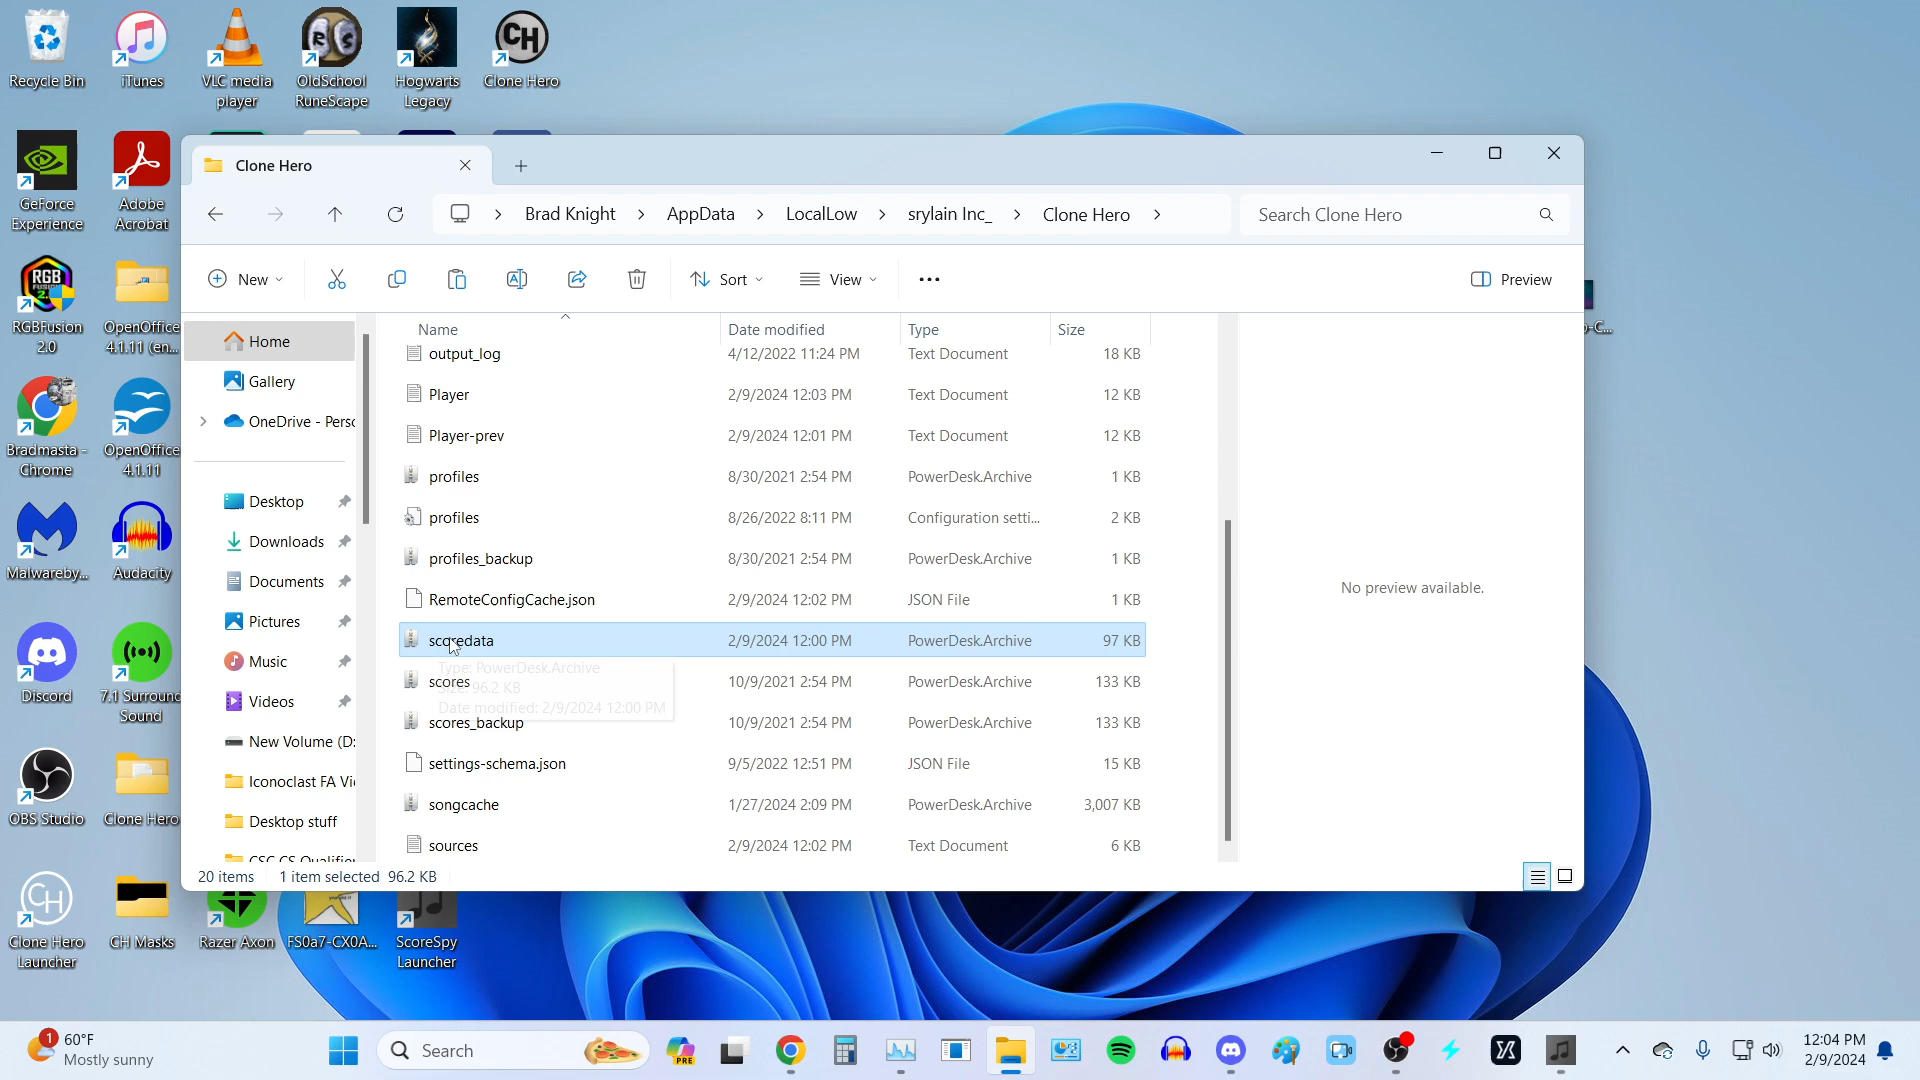 Recycle Bin
iTunes
VLC media
player
OldSchool
RuneScape
Hogwarts
Legacy
CH
Clone Hero
Clone Hero
GeForce
Experience
Adobe
Acrobat
Brad Knight
AppData
LocalLow
srylain Inc_
Clone Hero
Search Clone Hero
New
Sort
View
Preview
RGBFusion
2.0
OpenOffice
4.1.11 (en...
Home
Gallery
OneDrive - Perso
Desktop
Downloads
Documents
Pictures
Music
Videos
New Volume (D:
Iconoclast FA Vi
Desktop stuff
Name Date modified Type Size
output_log 4/12/2022 11:24 PM Text Document 18 KB
Player 2/9/2024 12:03 PM Text Document 12 KB
Player-prev 2/9/2024 12:01 PM Text Document 12 KB
profiles 8/30/2021 2:54 PM PowerDesk.Archive 1 KB
profiles 8/26/2022 8:11 PM Configuration setti... 2 KB
profiles_backup 8/30/2021 2:54 PM PowerDesk.Archive 1 KB
RemoteConfigCache.json 2/9/2024 12:02 PM JSON File 1 KB
scoredata 2/9/2024 12:00 PM PowerDesk.Archive 97 KB
Type: PowerDesk.Archive
Size: 96.2 KB
Date modified: 2/9/2024 12:00 PM
scores 10/9/2021 2:54 PM PowerDesk.Archive 133 KB
scores_backup 10/9/2021 2:54 PM PowerDesk.Archive 133 KB
settings-schema.json 9/5/2022 12:51 PM JSON File 15 KB
songcache 1/27/2024 2:09 PM PowerDesk.Archive 3,007 KB
sources 2/9/2024 12:02 PM Text Document 6 KB
No preview available.
20 items 1 item selected 96.2 KB
Bradmasta -
Chrome
OpenOffice
4.1.11
Malwareby...
Audacity
Discord
7.1 Surround
Sound
OBS Studio
Clone Hero
CH
Clone Hero
Launcher
CH Masks
Razer Axon
FS0a7-CX0A...
ScoreSpy
Launcher
1
60°F
Mostly sunny
Search
PRE
12:04 PM
2/9/2024